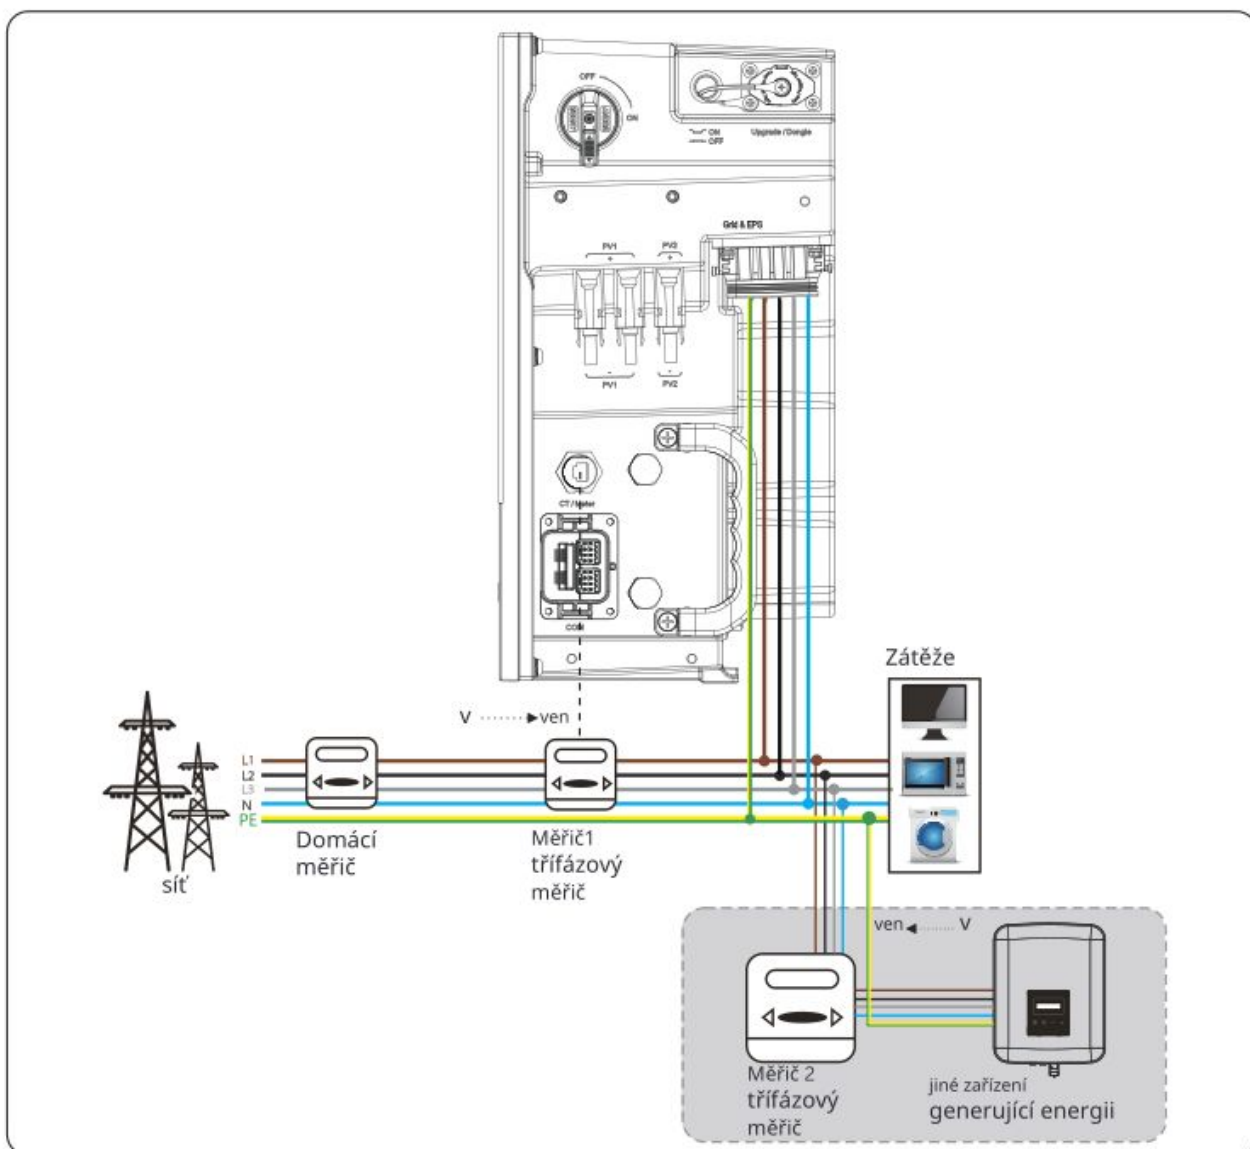 OFF
ON
ON
OFF
Upgrade / Dongle
Grid & EPS
PV1
PV2
+
+
-
-
PV1
PV2
CT / Meter
COM
Zátěže
V
ven
L1
L2
L3
N
PE
síť
Domácí
měřič
Měřič1
třífázový
měřič
ven
V
Měřič 2
třífázový
měřič
jiné zařízení
generující energii